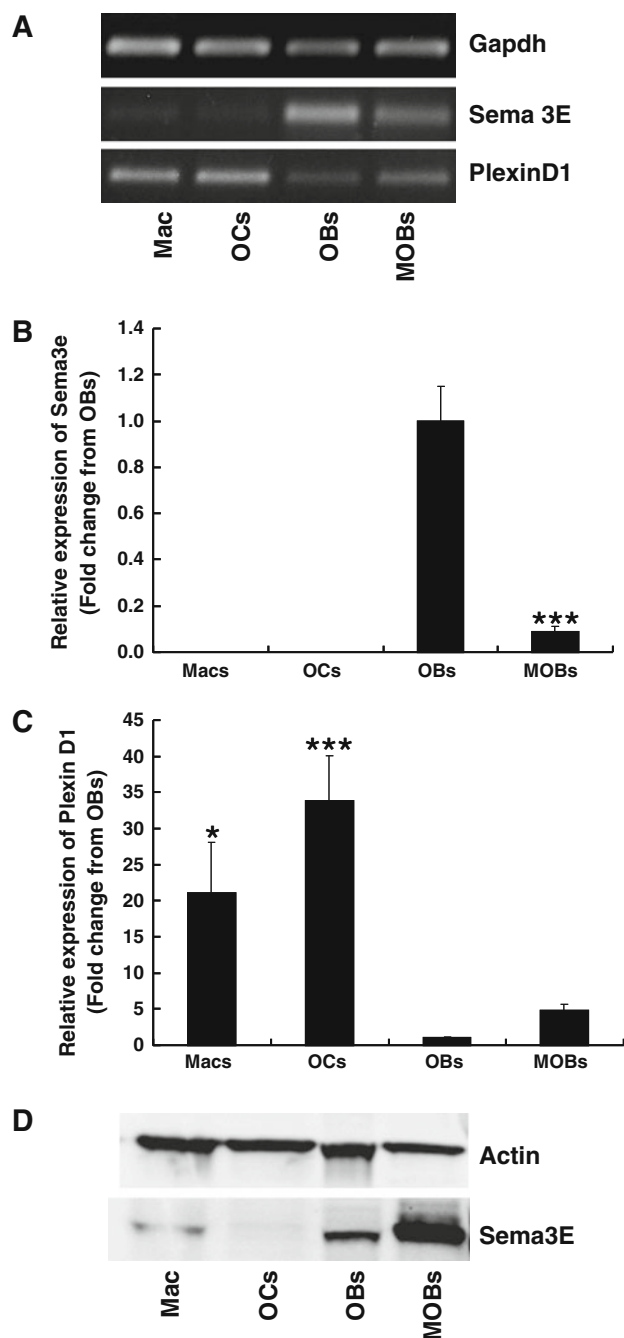 A
Gapdh
Sema 3E
PlexinD1
Mac
OCs
OBs
MOBs
B
Relative expression of Sema3e
(Fold change from OBs)
1.4
1.2
1.0
0.8
0.6
0.4
0.2
0.0
***
Macs
OCs
OBs
MOBs
C
Relative expression of Plexin D1
(Fold change from OBs)
45
40
35
30
25
20
15
10
5
0
*
***
Macs
OCs
OBs
MOBs
D
Actin
Sema3E
Mac
OCs
OBs
MOBs